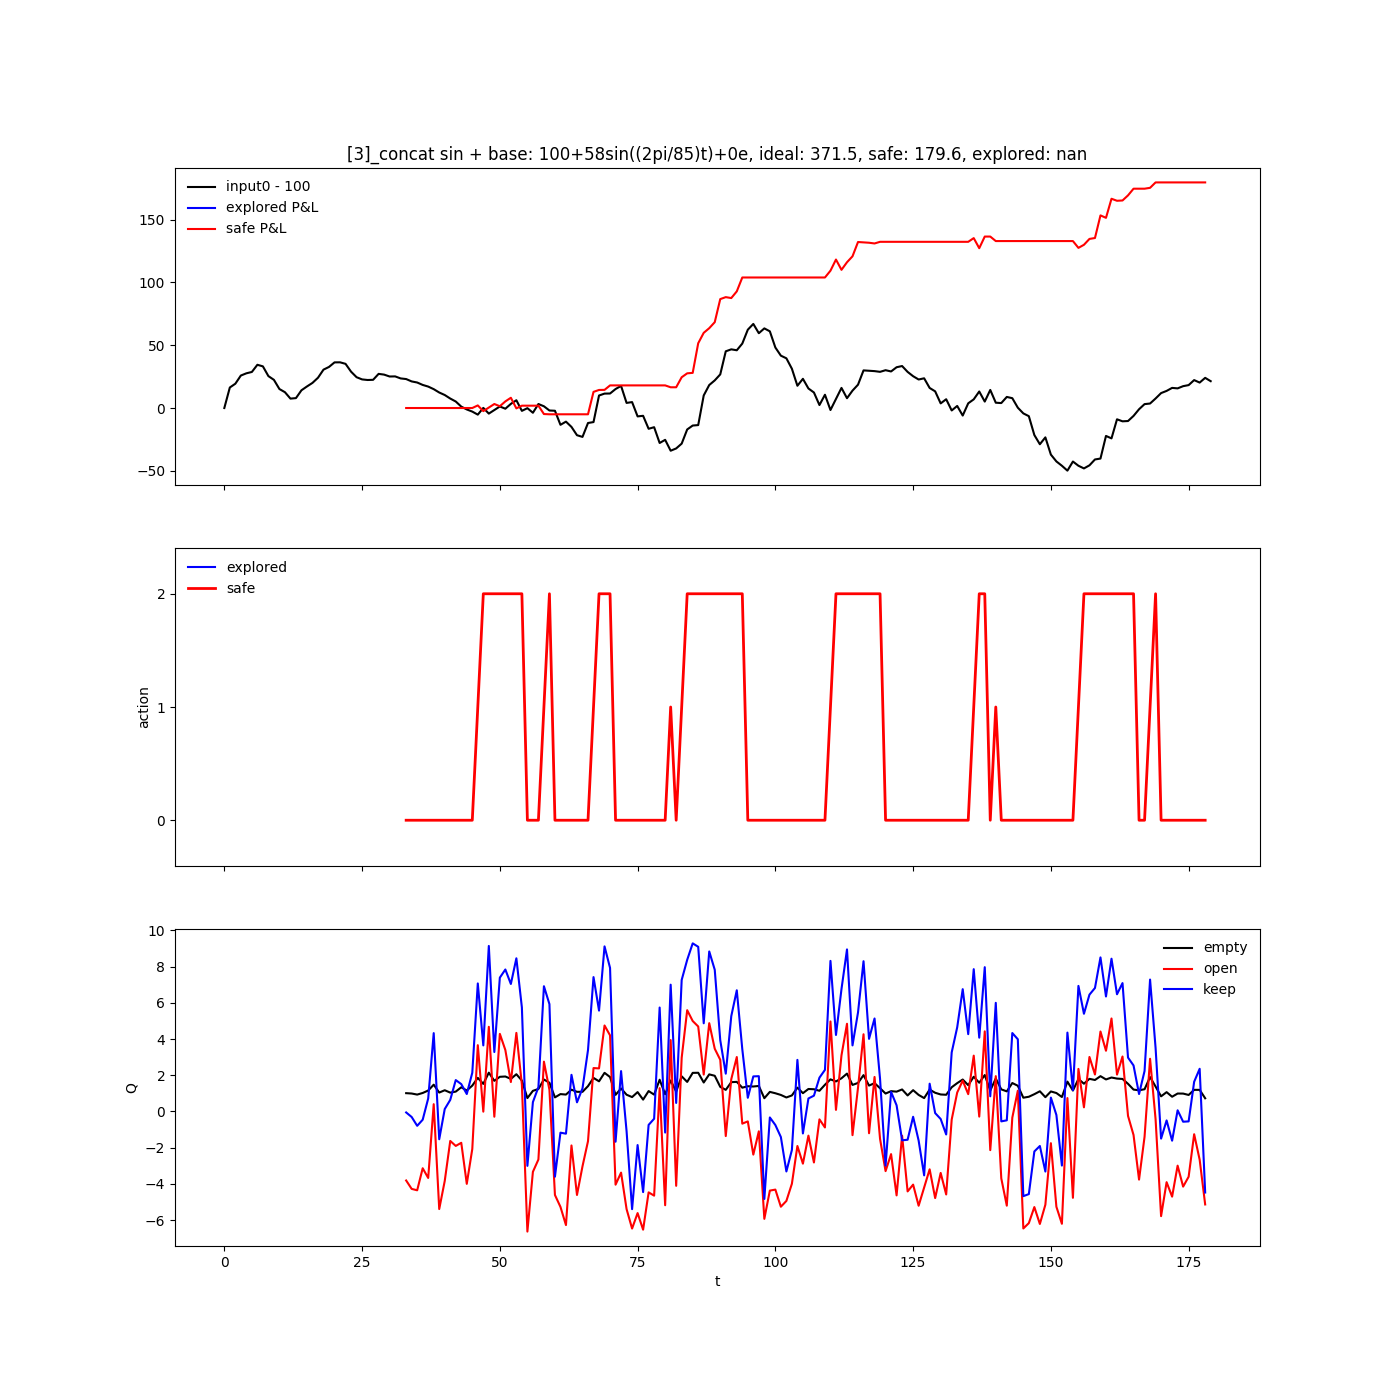 [3]_concat sin + base: 100+58sin((2pi/85)t)+0e, ideal: 371.5, safe: 179.6, explored: nan
input0 - 100
explored P&L
safe P&L
150
100
50
0
−50
explored
safe
action
2
1
0
empty
open
keep
Q
10
8
6
4
2
0
−2
−4
−6
0 25 50 75 100 125 150 175
t